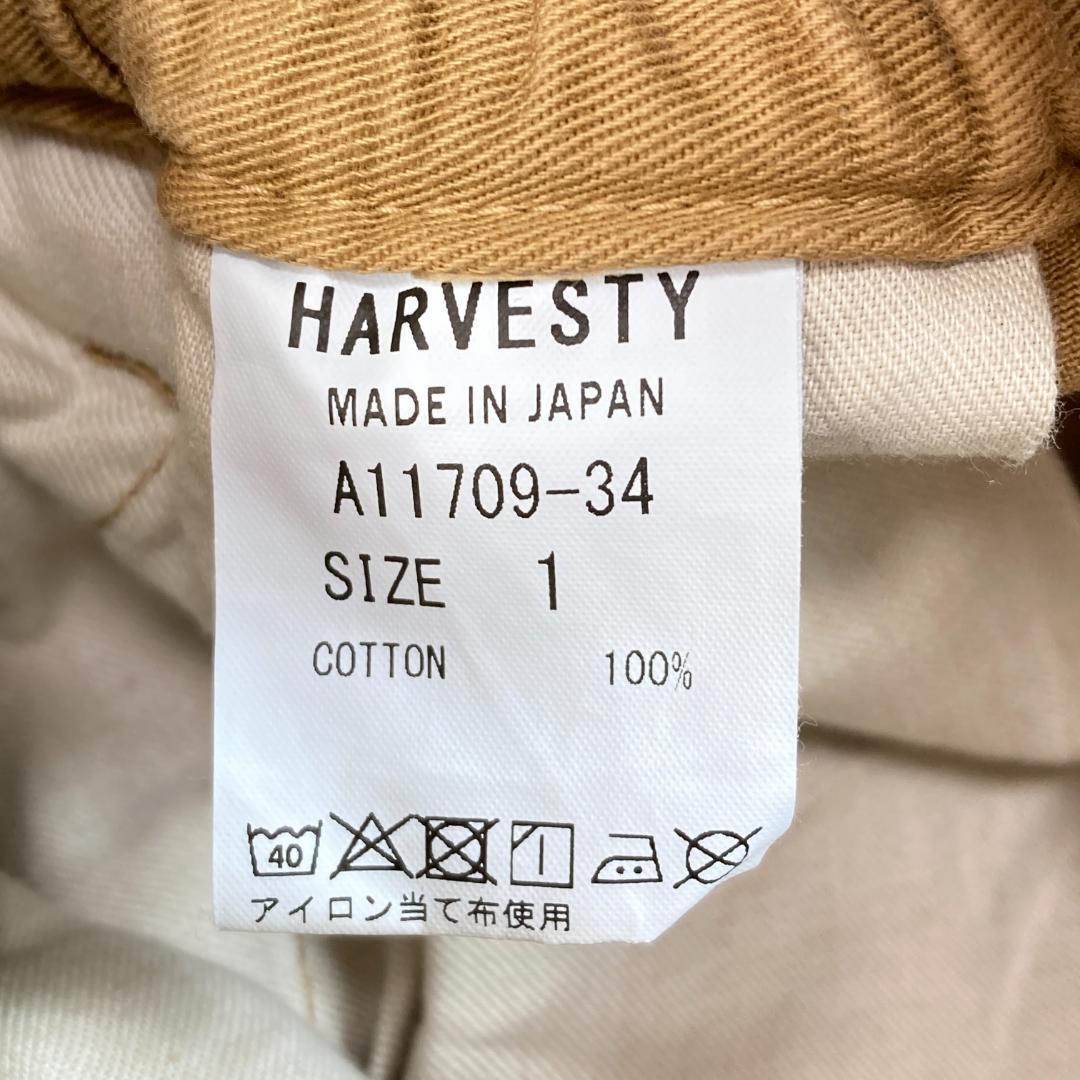 HARVESTY
MADE IN JAPAN
A11709-34
SIZE 1
COTTON 100%
40
アイロン当て布使用